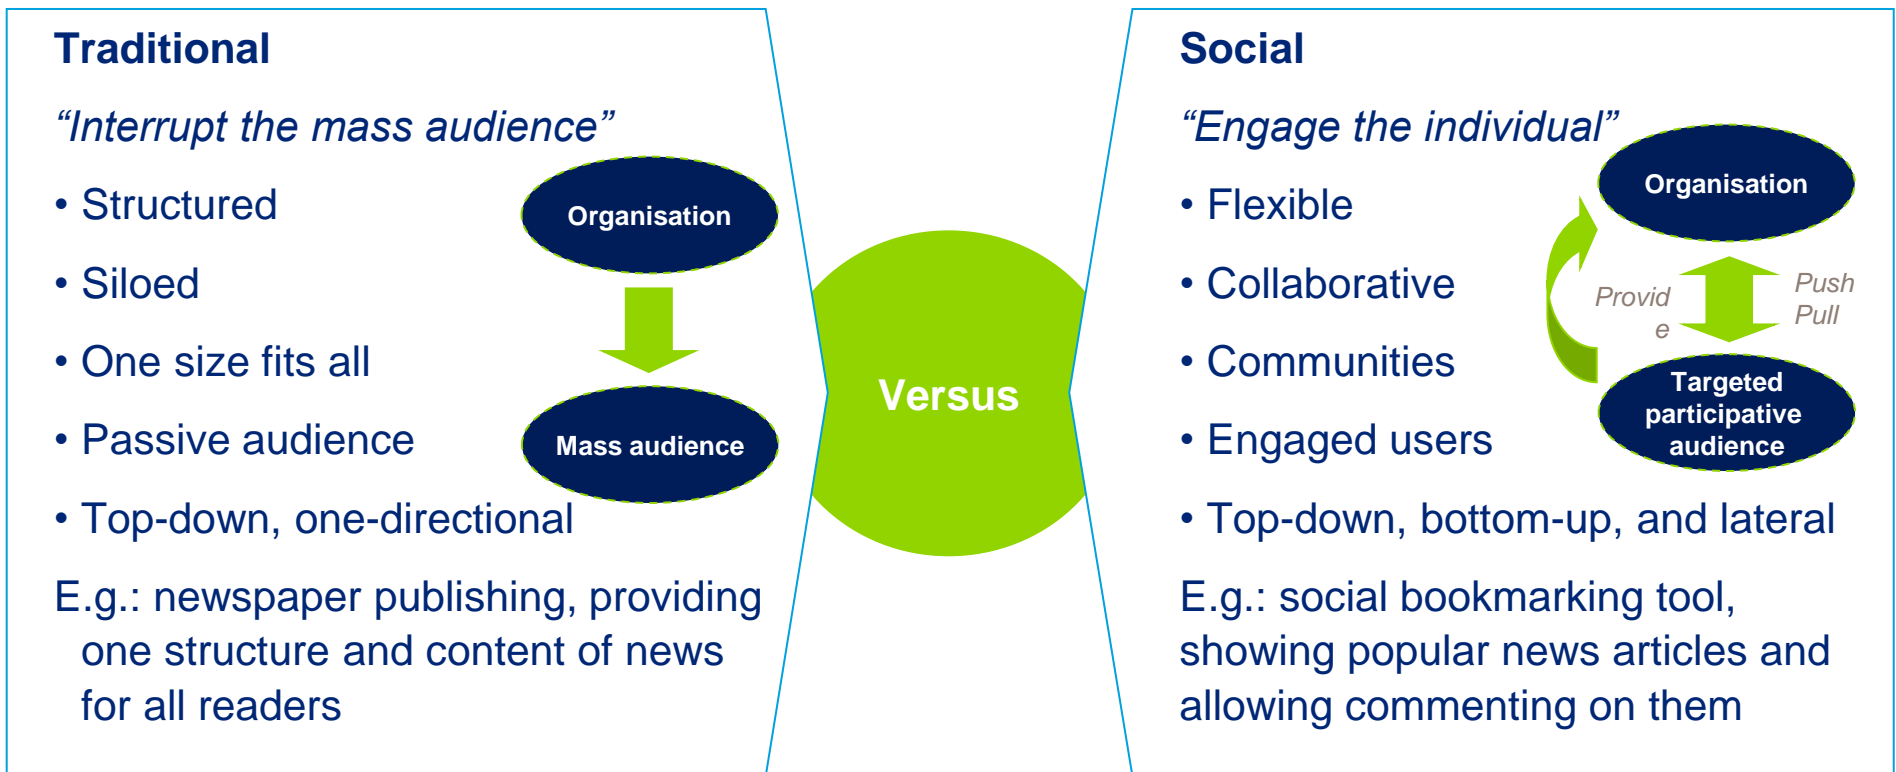 Traditional
“Interrupt the mass audience”
• Structured
• Siloed
• One size fits all
• Passive audience
• Top-down, one-directional
E.g.: newspaper publishing, providing
one structure and content of news
for all readers
Organisation
Mass audience
Versus
Social
“Engage the individual”
• Flexible
• Collaborative
• Communities
• Engaged users
• Top-down, bottom-up, and lateral
E.g.: social bookmarking tool,
showing popular news articles and
allowing commenting on them
Organisation
Provid
e
Push
Pull
Targeted
participative
audience